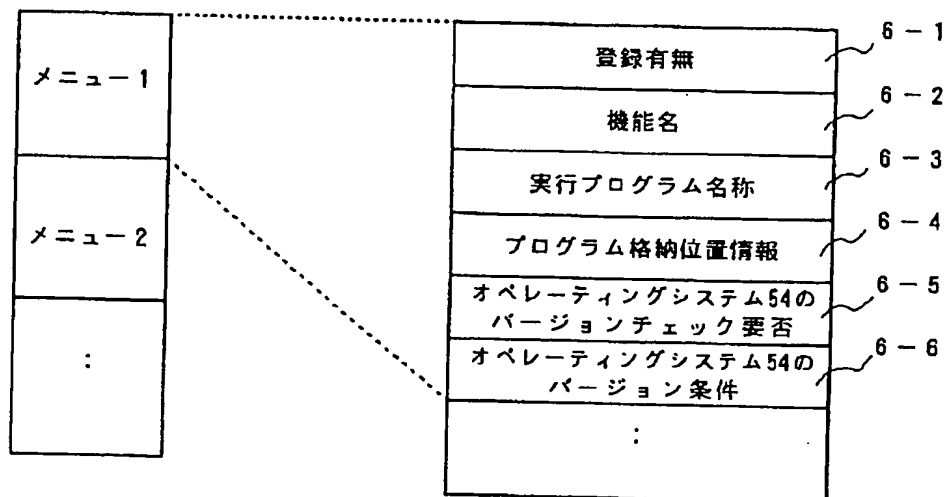 メニュー1
メニュー2
:
登録有無
6-1
機能名
6-2
実行プログラム名称
6-3
プログラム格納位置情報
6-4
オペレーティングシステム54の
バージョンチェック要否
6-5
オペレーティングシステム54の
バージョン条件
6-6
: